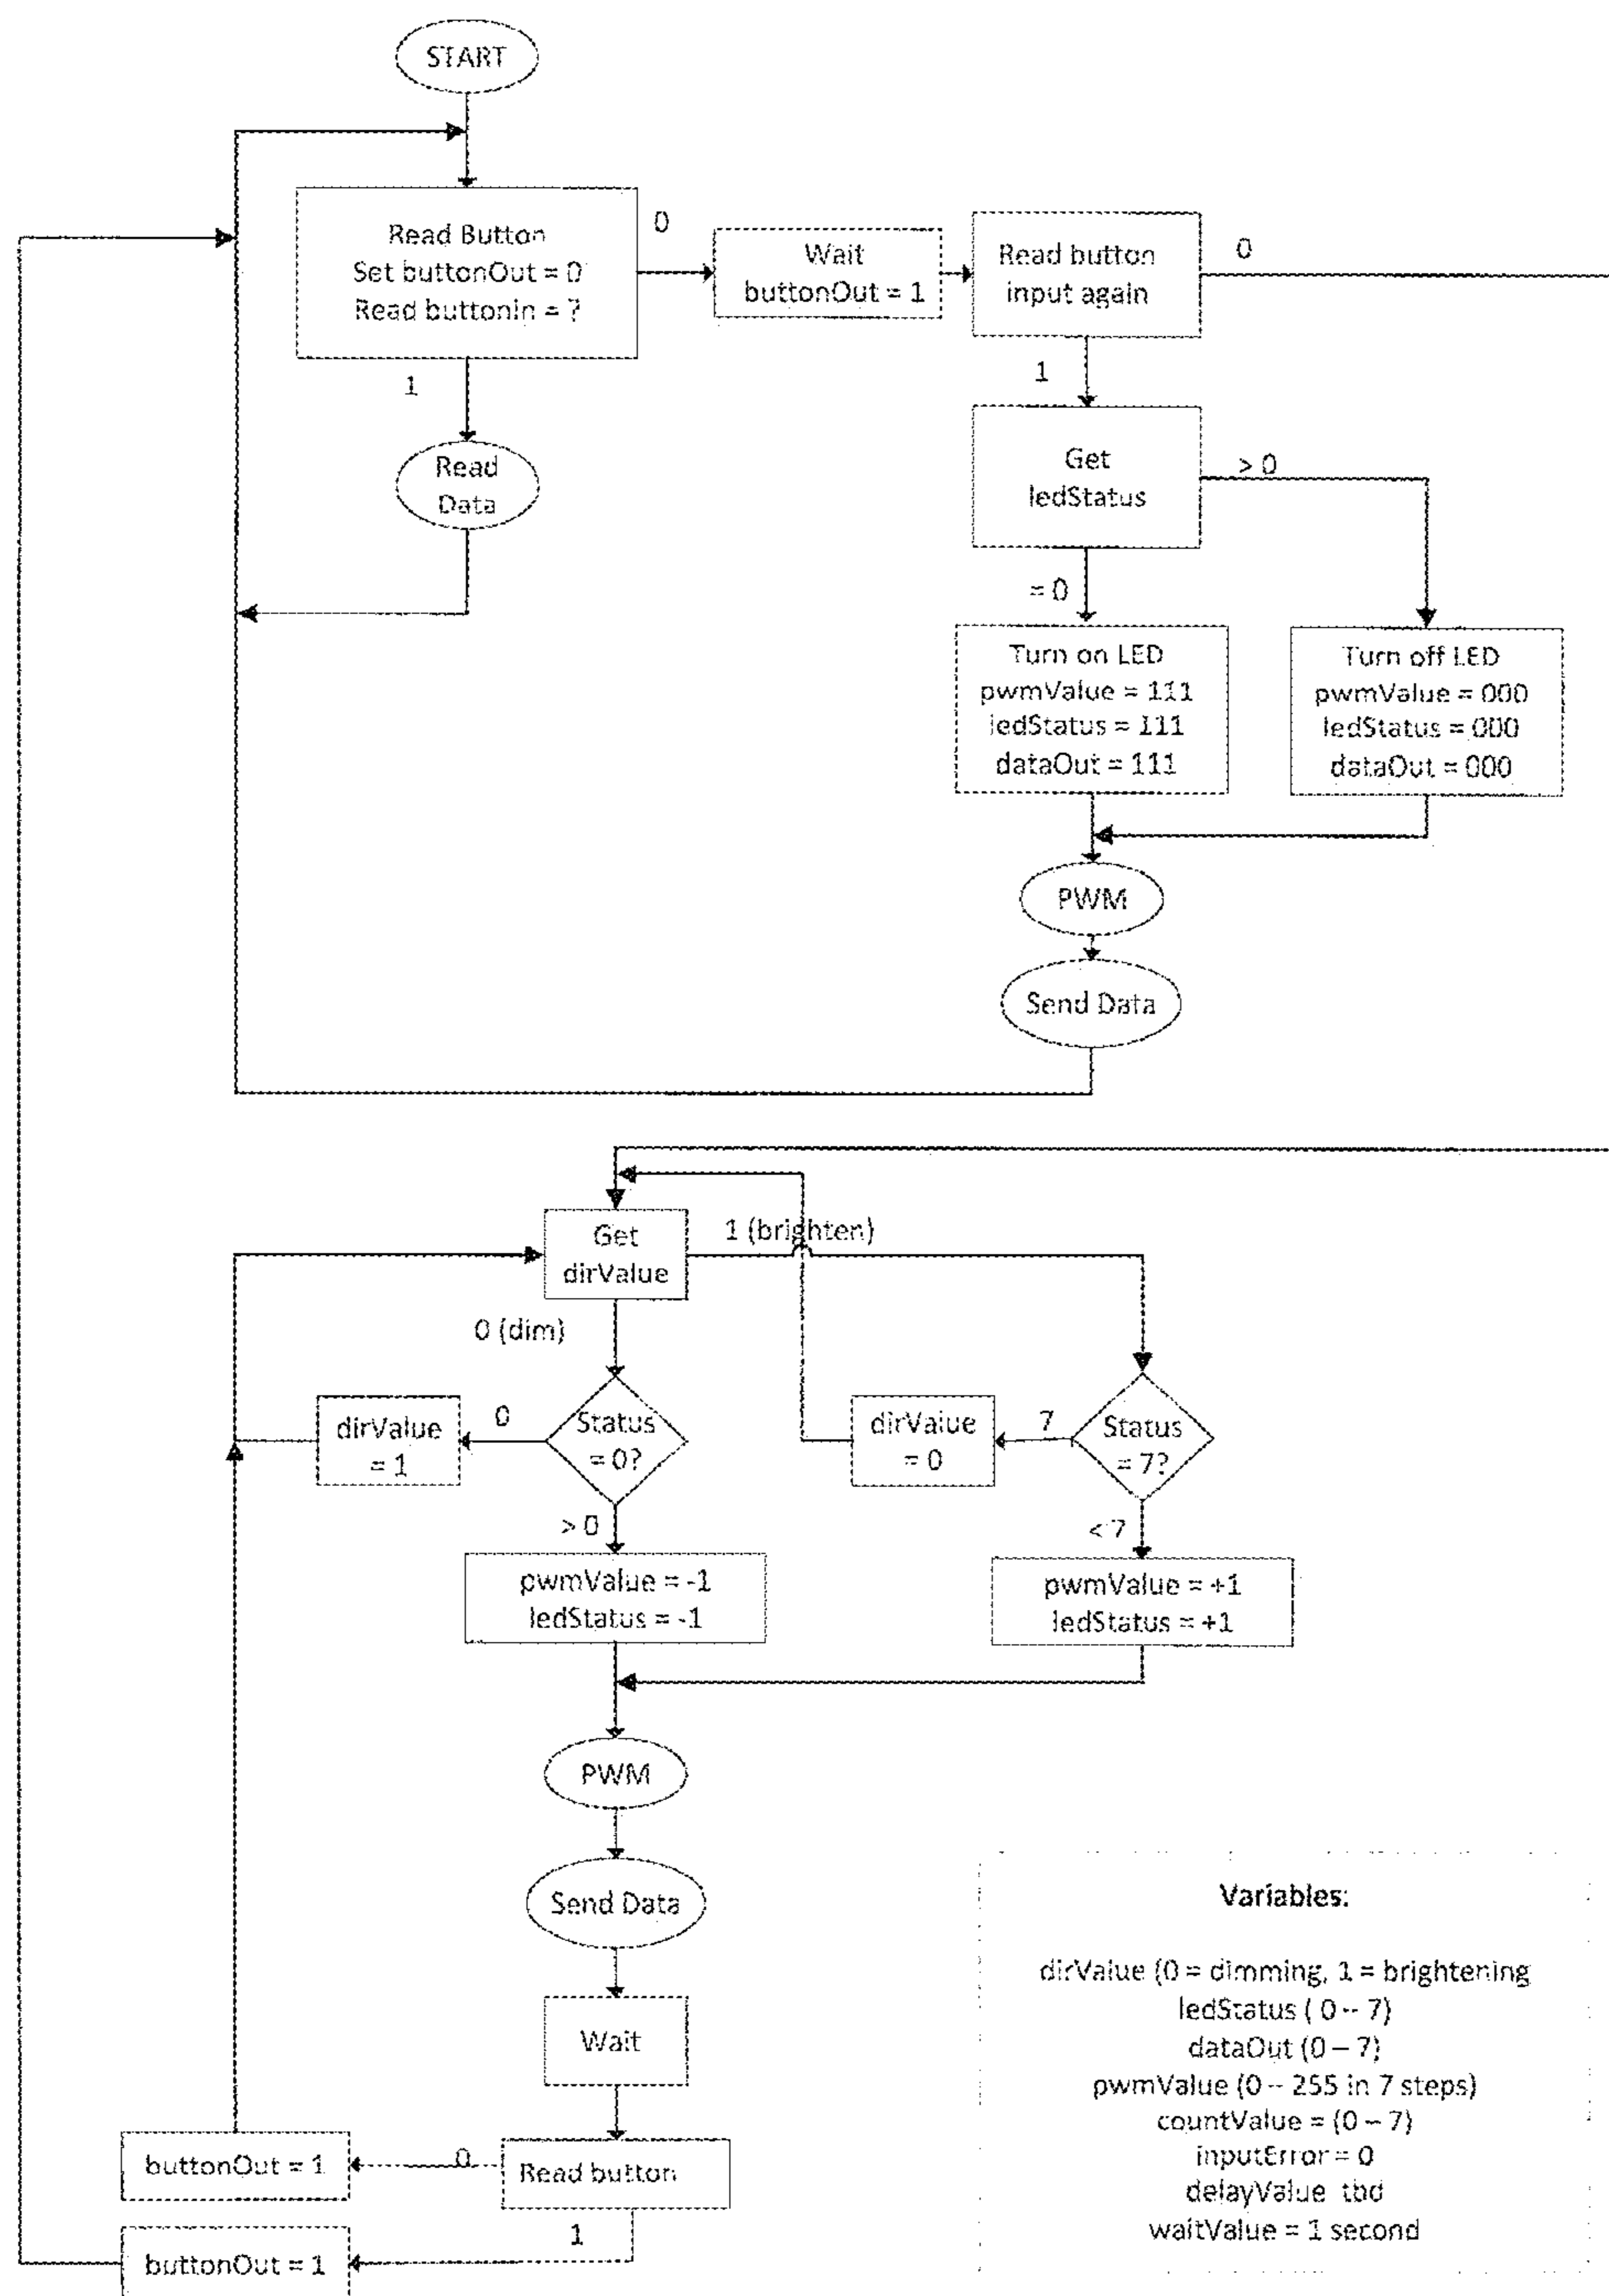 START
Read Button
Set buttonOut = 0
Read buttonIn = ?
0
Wait
buttonOut = 1
Read button
input again
0
1
1
Read
Data
Get
ledStatus
> 0
= 0
Turn on LED
pwmValue = 111
ledStatus = 111
dataOut = 111
Turn off LED
pwmValue = 000
ledStatus = 000
dataOut = 000
PWM
Send Data
Get
dirValue
1 (brighten)
0 (dim)
dirValue
= 1
0
Status
= 0?
dirValue
= 0
7
Status
= 7?
> 0
< 7
pwmValue = -1
ledStatus = -1
pwmValue = +1
ledStatus = +1
PWM
Send Data
Wait
buttonOut = 1
0
Read button
1
buttonOut = 1
Variables:
dirValue (0 = dimming, 1 = brightening
ledStatus ( 0 – 7)
dataOut (0 – 7)
pwmValue (0 – 255 in 7 steps)
countValue = (0 – 7)
inputError = 0
delayValue tbd
waitValue = 1 second